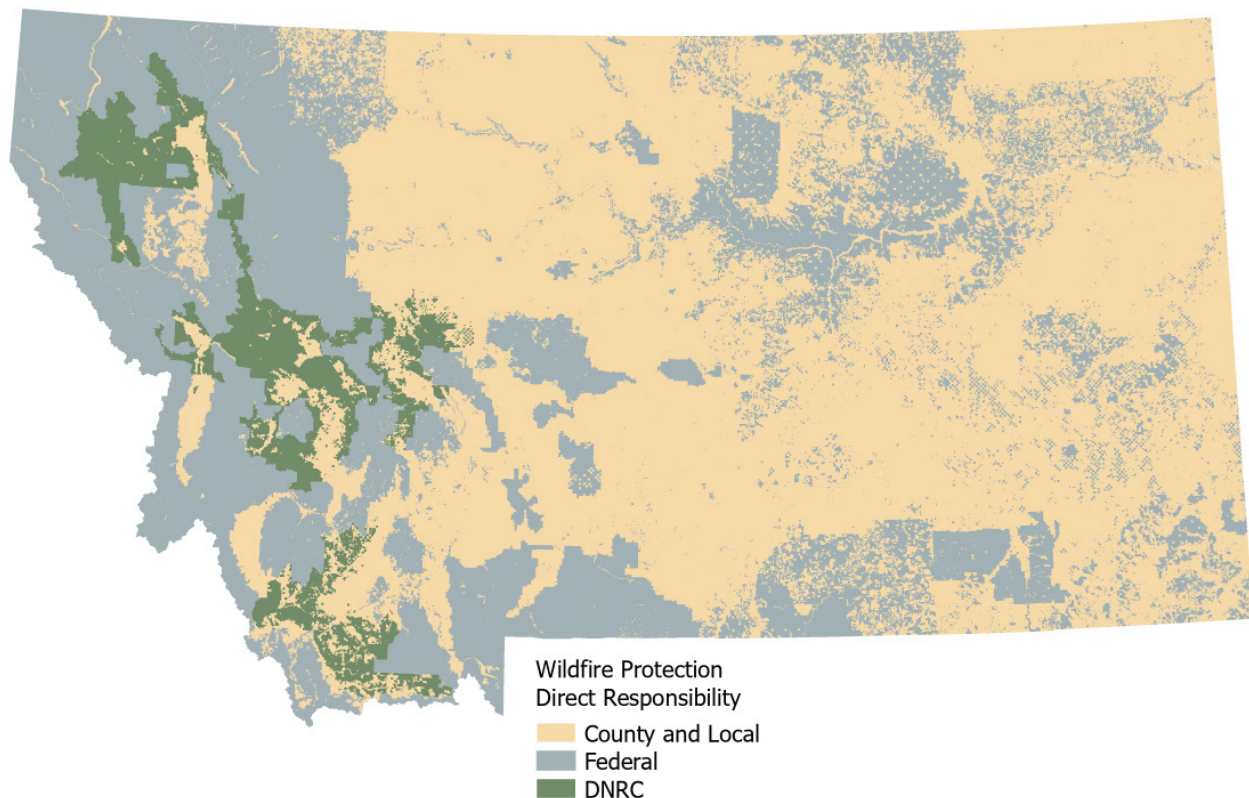 Wildfire Protection
Direct Responsibility
County and Local
Federal
DNRC